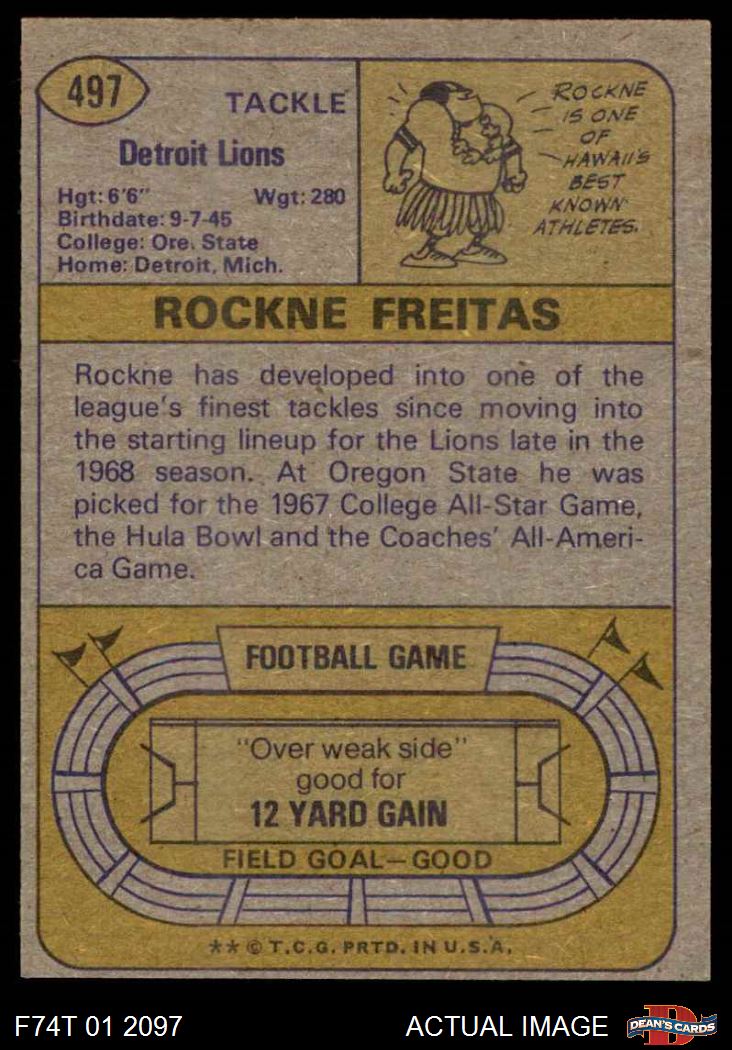 497
TACKLE
Detroit Lions
Hgt: 6'6" Wgt: 280
Birthdate: 9-7-45
College: Ore. State
Home: Detroit, Mich.
ROCKNE
IS ONE
OF
HAWAII'S
BEST
KNOWN
ATHLETES.
ROCKNE FREITAS
Rockne has developed into one of the
league's finest tackles since moving into
the starting lineup for the Lions late in the
1968 season. At Oregon State he was
picked for the 1967 College All-Star Game,
the Hula Bowl and the Coaches' All-Ameri-
ca Game.
FOOTBALL GAME
"Over weak side"
good for
12 YARD GAIN
FIELD GOAL—GOOD
** © T.C.G. PRTD. IN U.S.A.
F74T 01 2097
ACTUAL IMAGE
D
DEAN'S CARDS